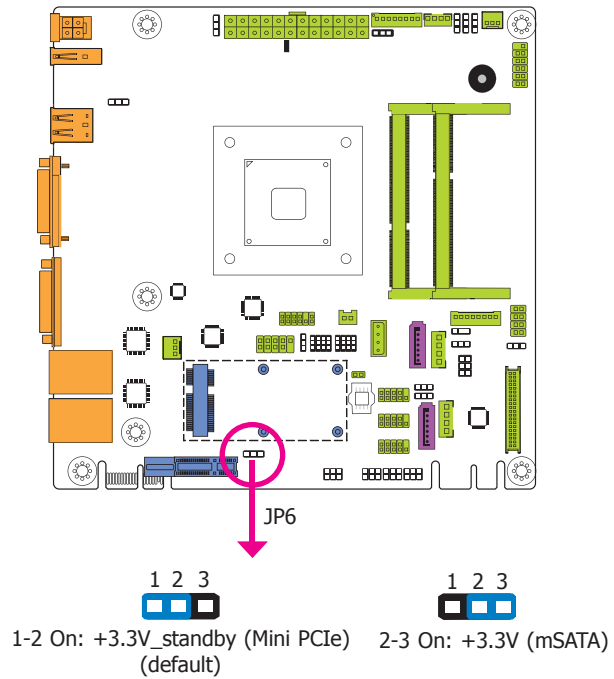 JP6
1 2 3
1-2 On: +3.3V_standby (Mini PCIe)
(default)
1 2 3
2-3 On: +3.3V (mSATA)